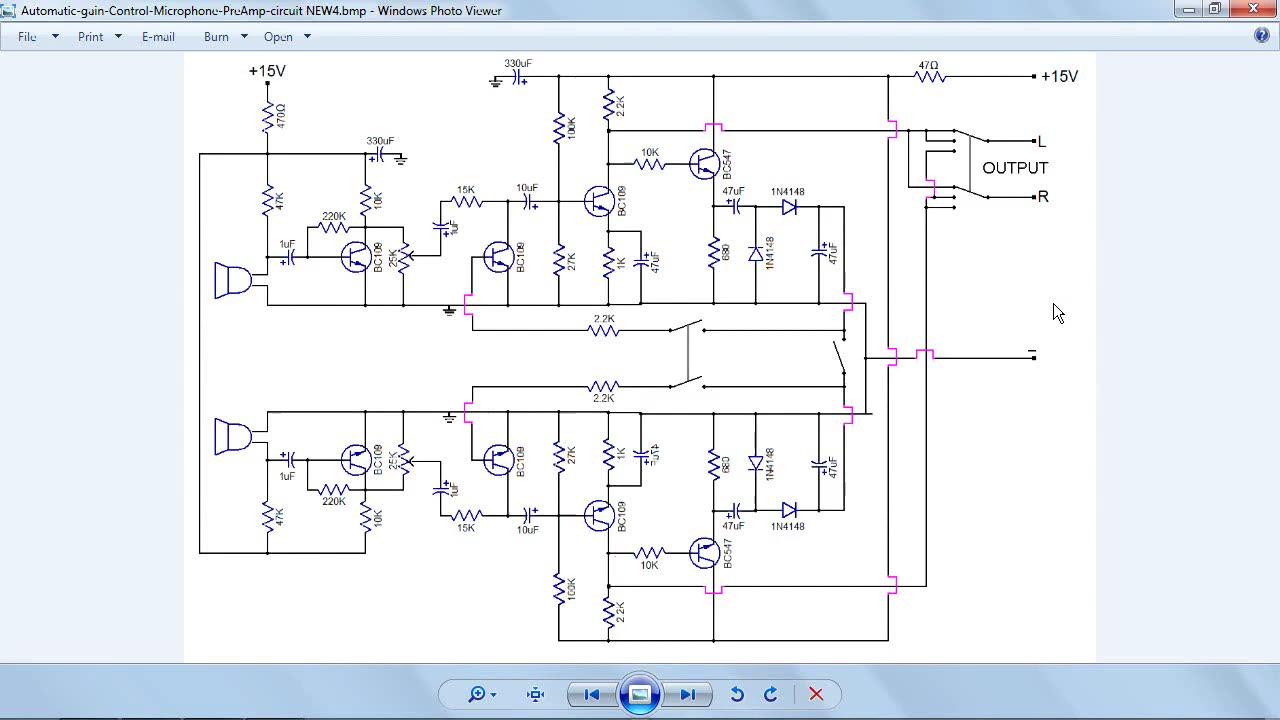 Automatic-gain-Control-Microphone-PreAmp-circuit NEW4.bmp - Windows Photo Viewer
File Print E-mail Burn Open
+15V
330uF
47Ω
+15V
470Ω
2.2K
100K
330uF
L
10K
BC547
OUTPUT
47K
10K
15K
10uF
47uF
1N4148
R
220K
1uF
BC109
25K
1uF
BC109
27K
BC109
1K
47uF
680
1N4148
47uF
2.2K
2.2K
–
1uF
BC109
25K
220K
1uF
BC109
27K
1K
47uF
680
1N4148
47uF
47K
10K
15K
10uF
BC109
47uF
1N4148
10K
BC547
100K
2.2K